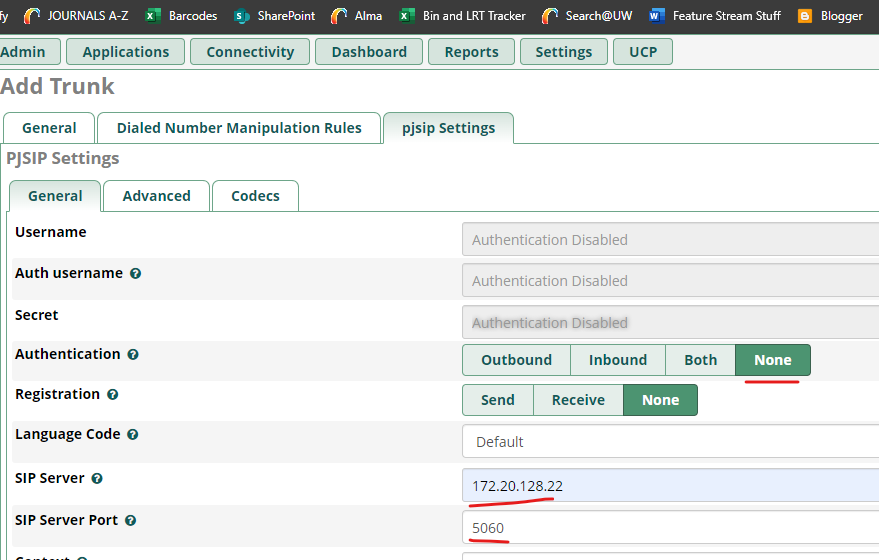 fy JOURNALS A-Z Barcodes SharePoint Alma Bin and LRT Tracker Search@UW Feature Stream Stuff Blogger
Admin Applications Connectivity Dashboard Reports Settings UCP
Add Trunk
General Dialed Number Manipulation Rules pjsip Settings
PJSIP Settings
General Advanced Codecs
Username Authentication Disabled
Auth username ? Authentication Disabled
Secret Authentication Disabled
Authentication ? Outbound Inbound Both None
Registration ? Send Receive None
Language Code ? Default
SIP Server ? 172.20.128.22
SIP Server Port ? 5060
Context